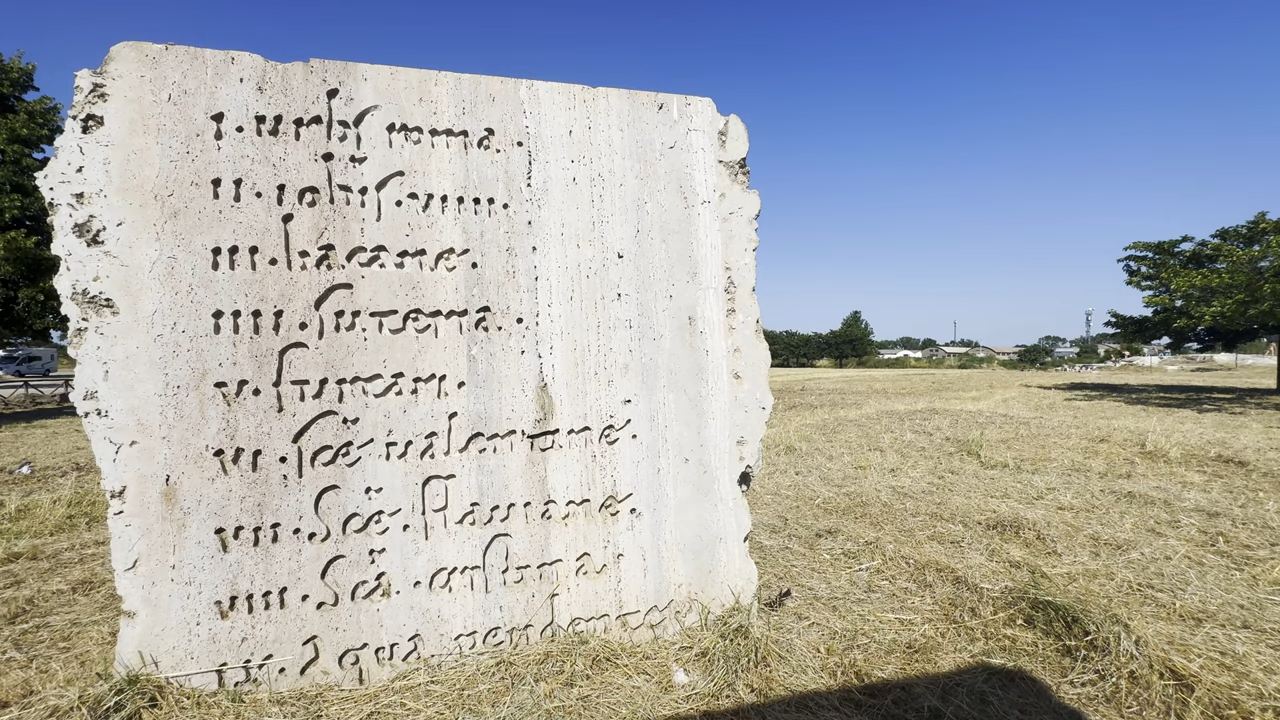 i. urbs roma.
ii. iohis. viiii.
iii. bacane.
iiii. suteria.
v. furcari.
vi. sce ualentine.
vii. Sce. flauiane.
viii. Sca. cristina
viiii. Aqua pendente